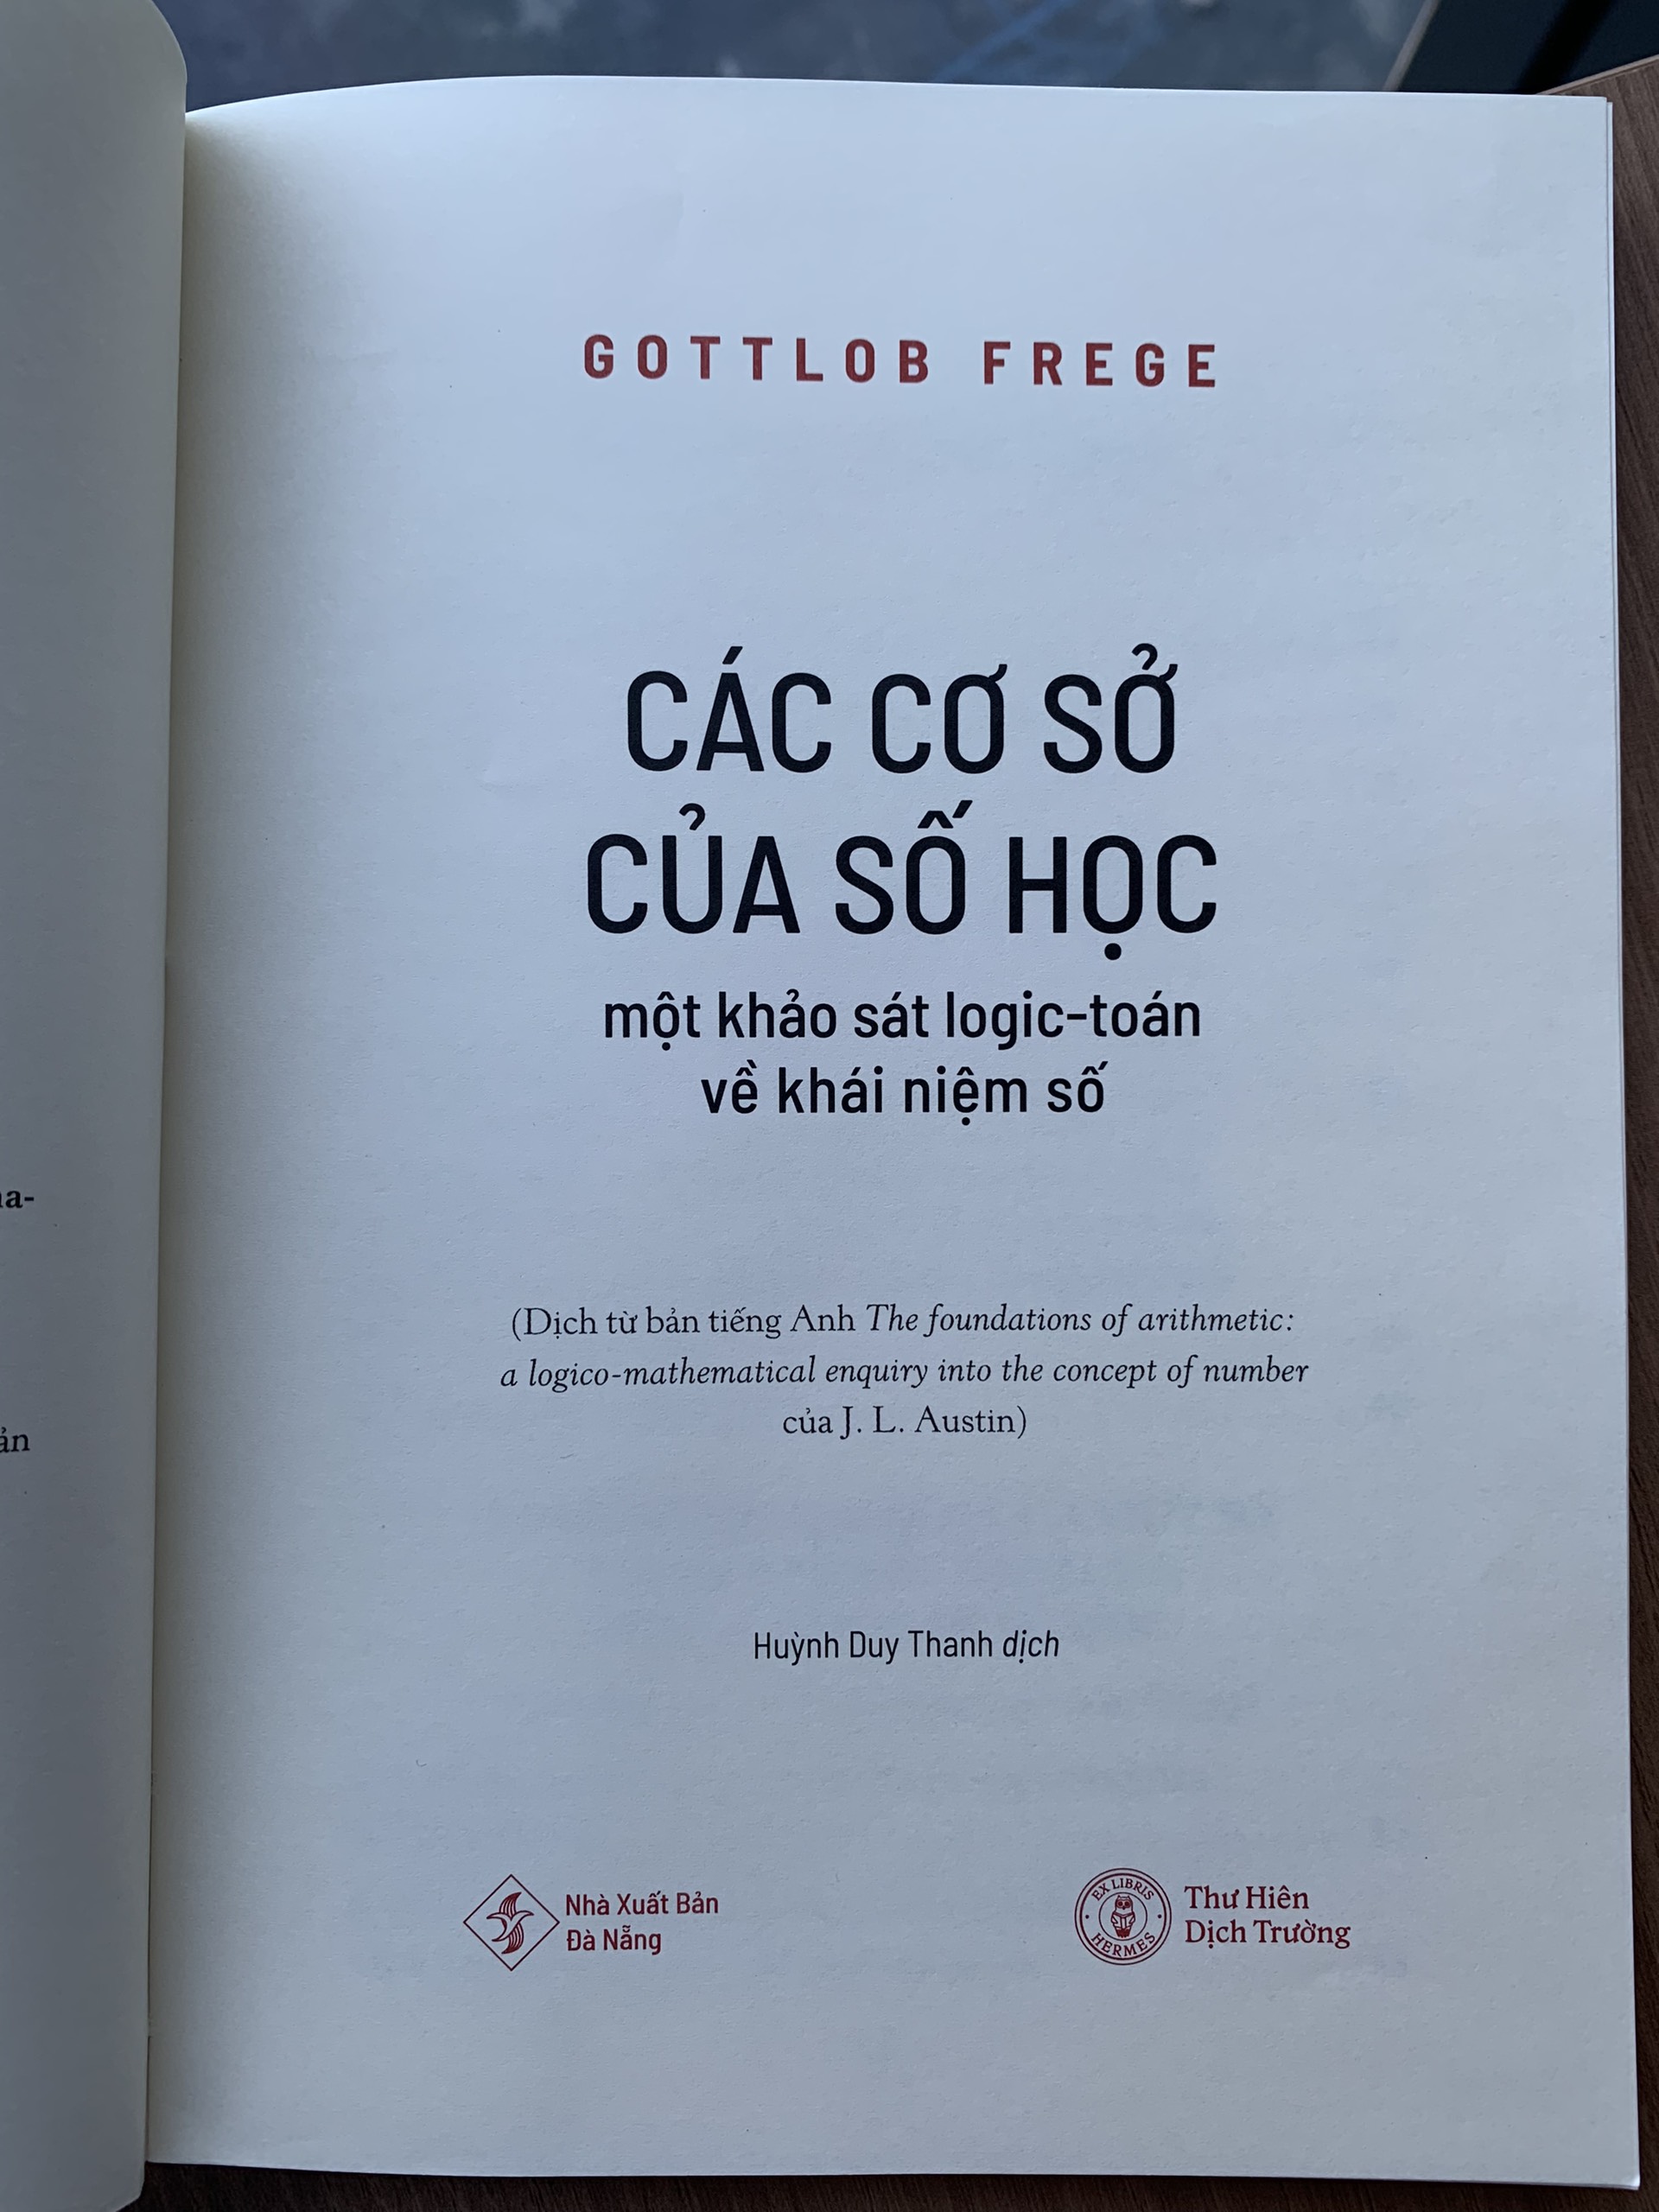 GOTTLOB FREGE
CÁC CƠ SỞ
CỦA SỐ HỌC
một khảo sát logic-toán
về khái niệm số
(Dịch từ bản tiếng Anh The foundations of arithmetic:
a logico-mathematical enquiry into the concept of number
của J. L. Austin)
Huỳnh Duy Thanh dịch
Nhà Xuất Bản
Đà Nẵng
EX LIBRIS
HERMES
Thư Hiên
Dịch Trường